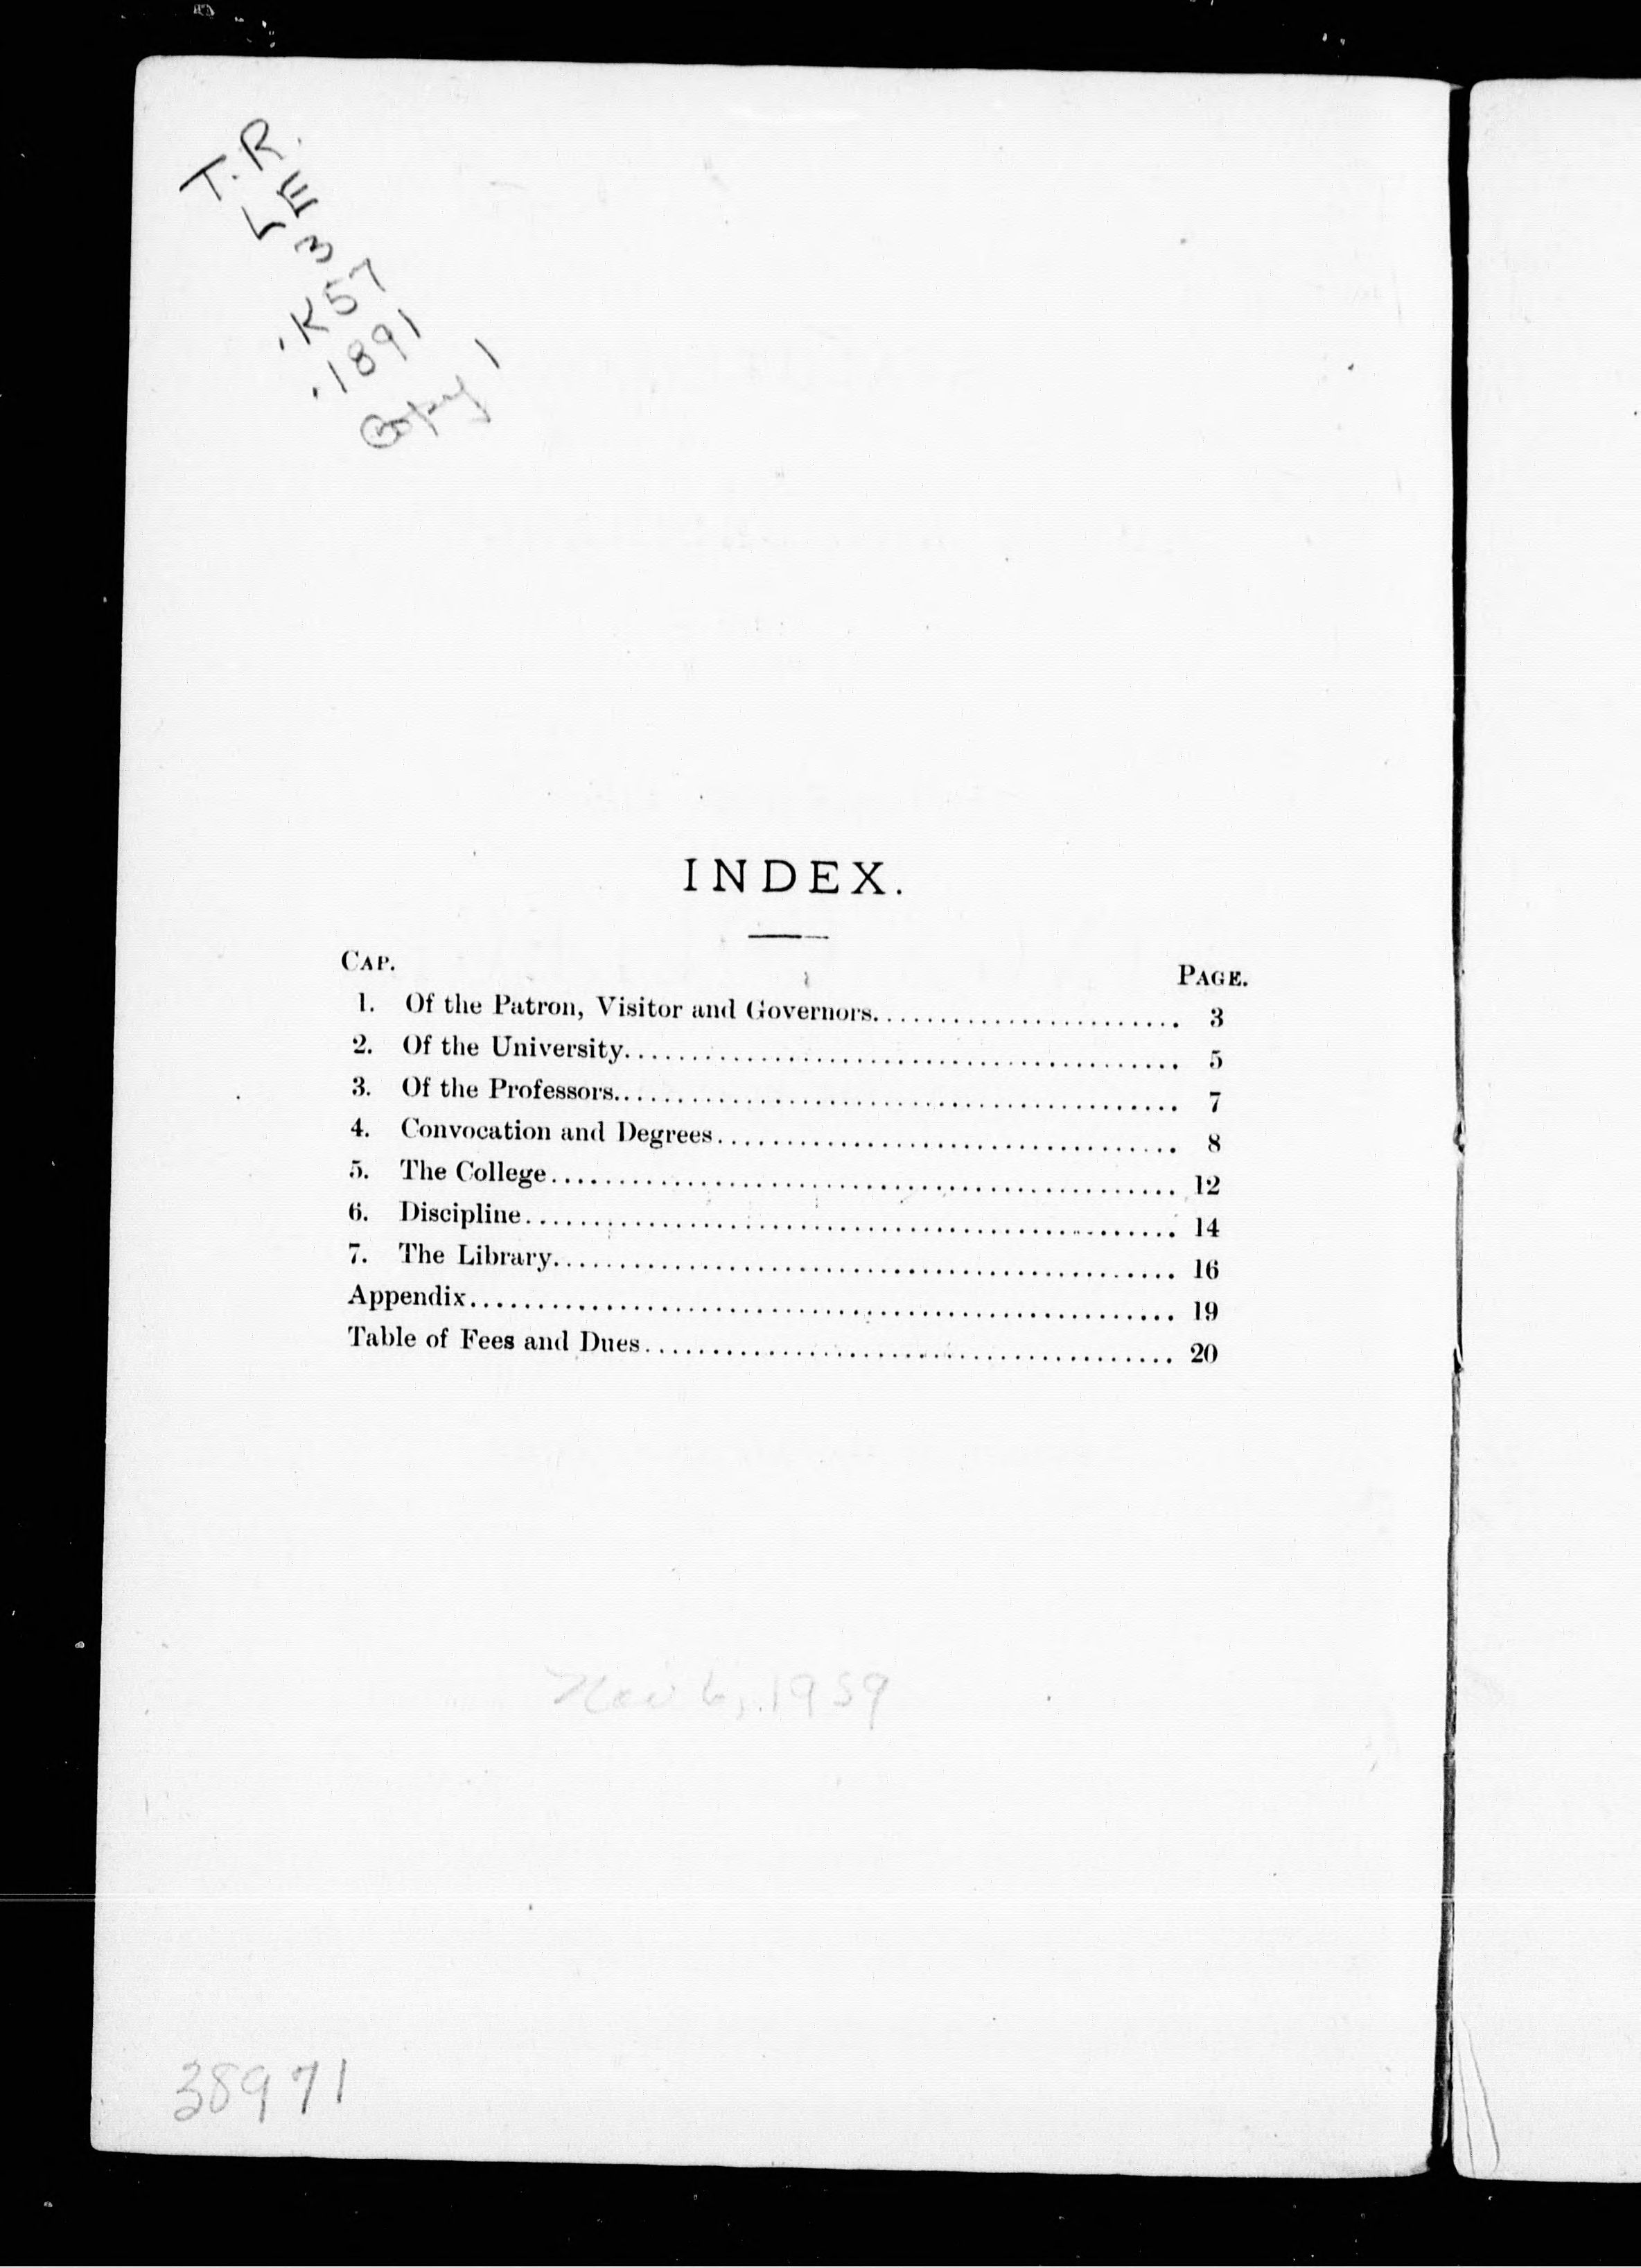 T.R.
LE
3
.K57
.1891
Copy 1
INDEX.
CAP.
PAGE.
1. Of the Patron, Visitor and Governors........................ 3
2. Of the University.......................................... 5
3. Of the Professors.......................................... 7
4. Convocation and Degrees.................................. 8
5. The College.............................................. 12
6. Discipline................................................ 14
7. The Library.............................................. 16
Appendix.................................................... 19
Table of Fees and Dues....................................... 20
Nov 6, 1959
38971